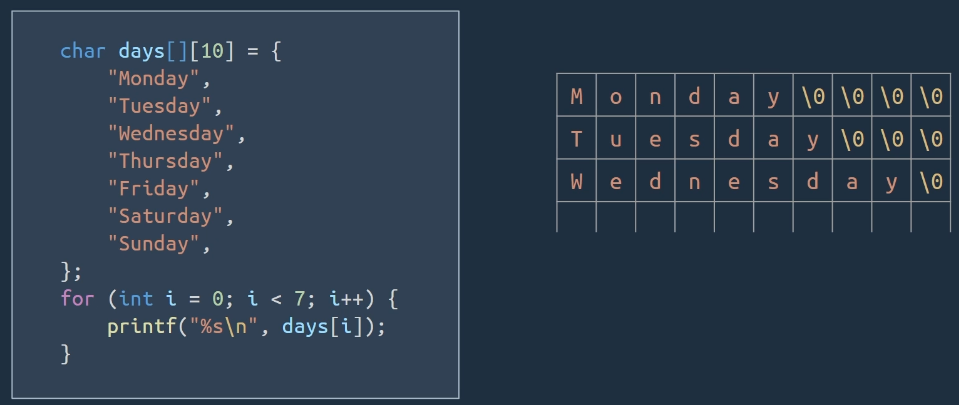 char days[][10] = {
    "Monday",
    "Tuesday",
    "Wednesday",
    "Thursday",
    "Friday",
    "Saturday",
    "Sunday",
};
for (int i = 0; i < 7; i++) {
    printf("%s\n", days[i]);
}
M o n d a y \0 \0 \0 \0
T u e s d a y \0 \0 \0
W e d n e s d a y \0